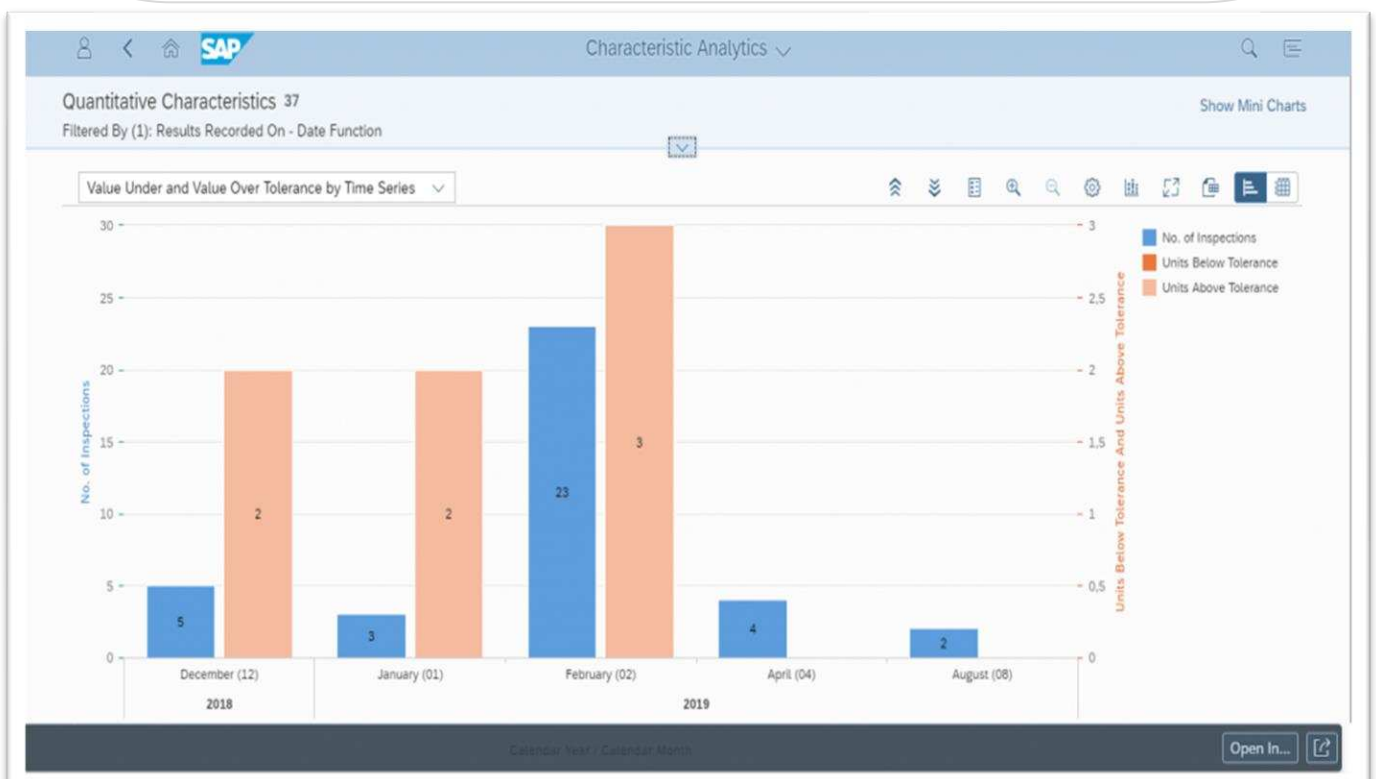 SAP
Characteristic Analytics
Quantitative Characteristics 37
Show Mini Charts
Filtered By (1): Results Recorded On - Date Function
Value Under and Value Over Tolerance by Time Series
No. of Inspections
Units Below Tolerance
Units Above Tolerance
30
25
20
15
10
5
0
No. of Inspections
5
2
3
2
23
3
4
2
3
2,5
2
1,5
1
0,5
0
Units Below Tolerance And Units Above Tolerance
December (12)
January (01)
February (02)
April (04)
August (08)
2018
2019
Calendar Year / Calendar Month
Open In...